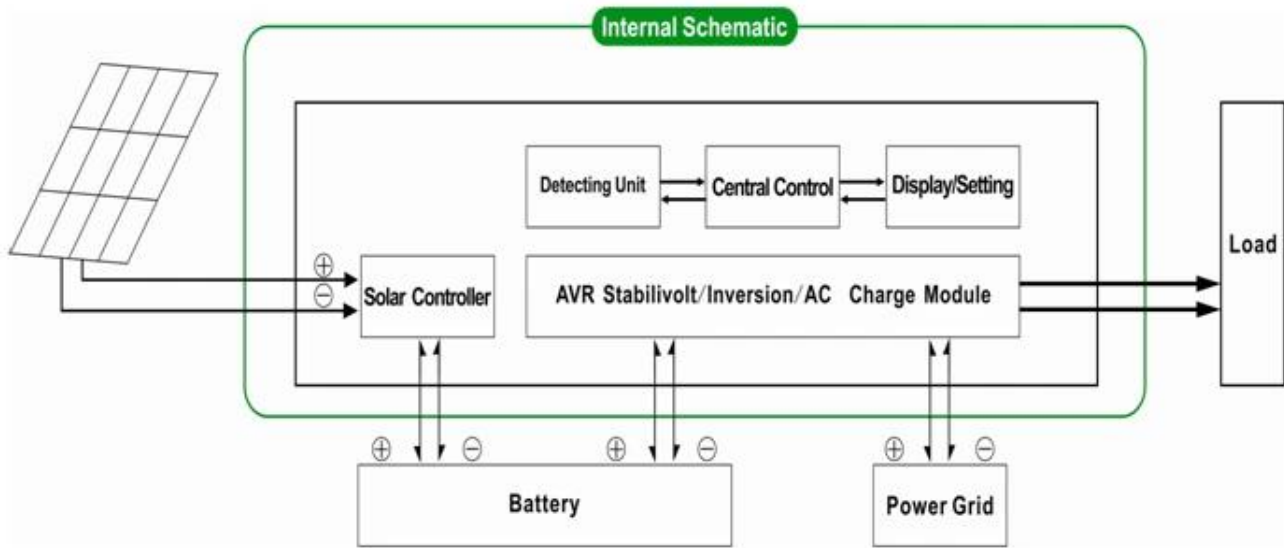 Internal Schematic
Detecting Unit
Central Control
Display/Setting
Load
⊕
⊖
Solar Controller
AVR Stabilivolt/Inversion/AC Charge Module
⊕ ⊖ ⊕ ⊖ ⊕ ⊖
Battery
Power Grid